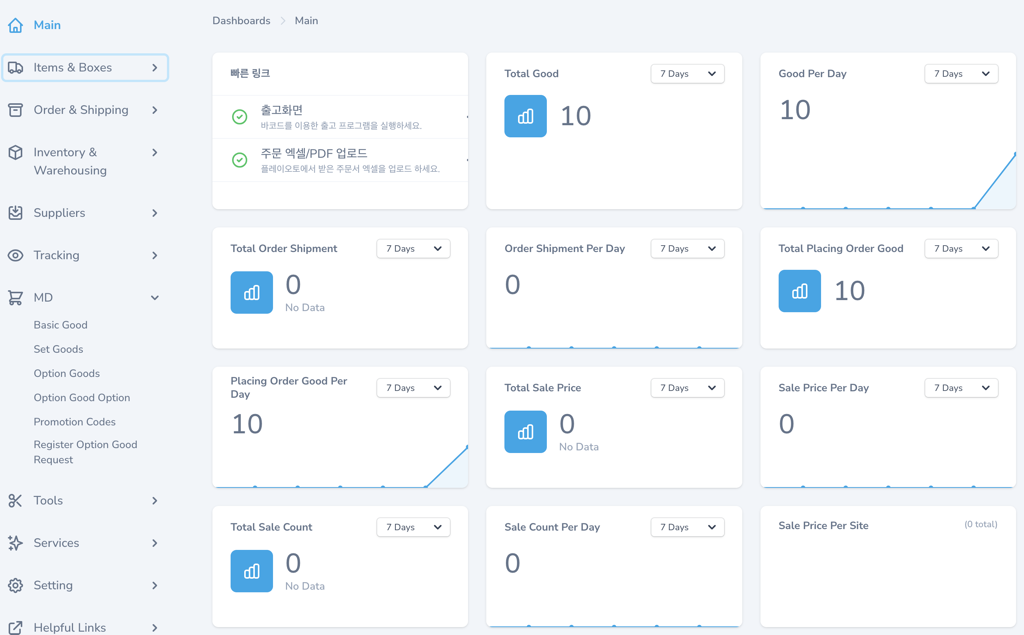 Main
Items & Boxes
Order & Shipping
Inventory &
Warehousing
Suppliers
Tracking
MD
Basic Good
Set Goods
Option Goods
Option Good Option
Promotion Codes
Register Option Good
Request
Tools
Services
Setting
Helpful Links
Dashboards
Main
빠른 링크
출고화면
바코드를 이용한 출고 프로그램을 실행하세요.
주문 엑셀/PDF 업로드
플레이오토에서 받은 주문서 엑셀을 업로드 하세요.
Total Good
7 Days
10
Good Per Day
7 Days
10
Total Order Shipment
7 Days
0
No Data
Order Shipment Per Day
7 Days
0
Total Placing Order Good
7 Days
10
Placing Order Good Per
Day
7 Days
10
Total Sale Price
7 Days
0
No Data
Sale Price Per Day
7 Days
0
Total Sale Count
7 Days
0
No Data
Sale Count Per Day
7 Days
0
Sale Price Per Site
(0 total)